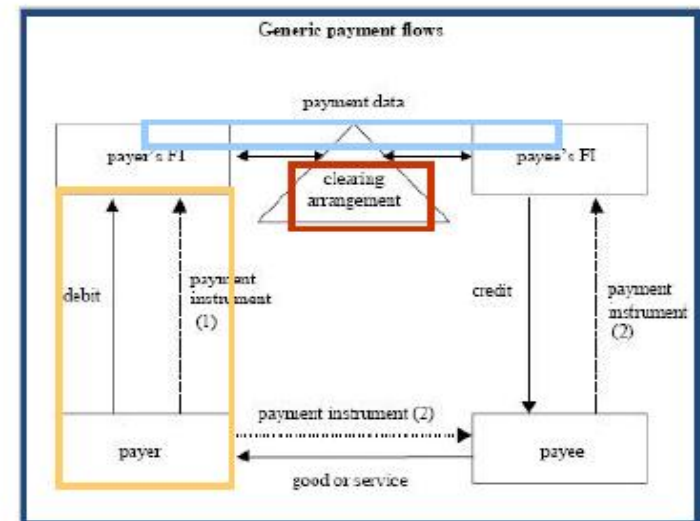 Generic payment flows
payment data
payer's FI
payee's FI
clearing
arrangement
debit
payment
instrument
(1)
credit
payment
instrument
(2)
payment instrument (2)
payer
payee
good or service